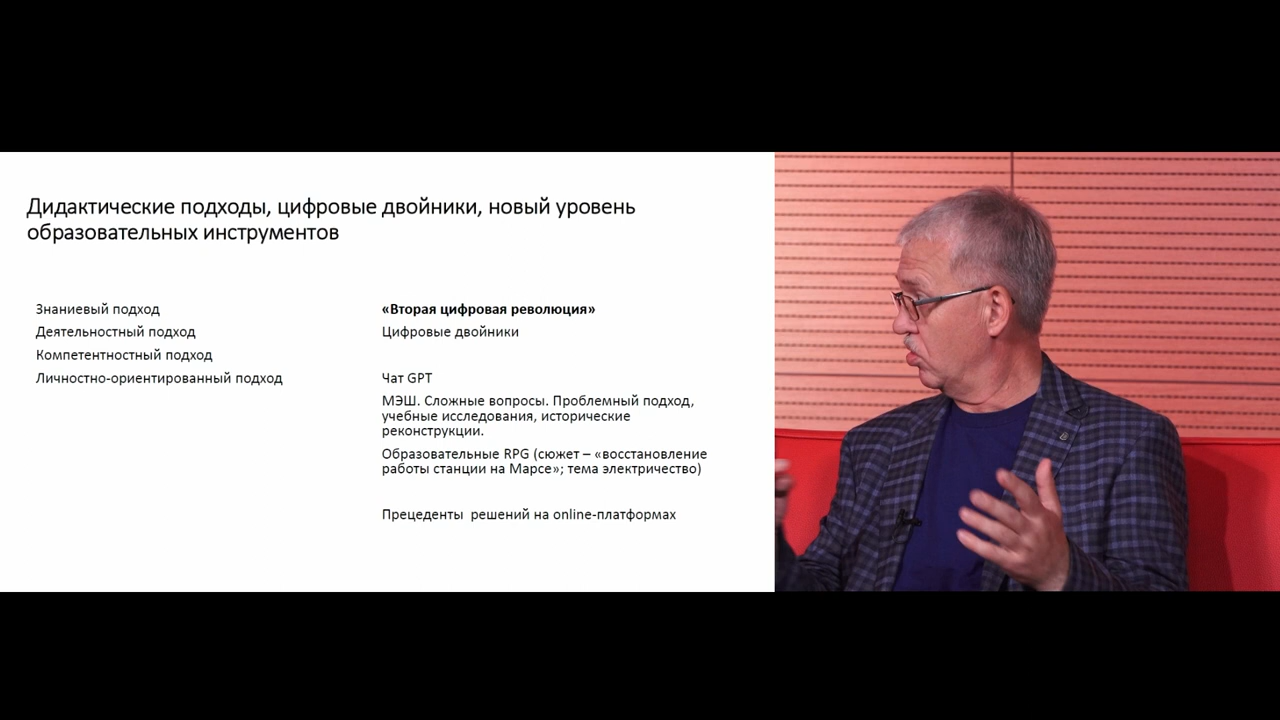 Дидактические подходы, цифровые двойники, новый уровень
образовательных инструментов
Знаниевый подход
Деятельностный подход
Компетентностный подход
Личностно-ориентированный подход
«Вторая цифровая революция»
Цифровые двойники
Чат GPT
МЭШ. Сложные вопросы. Проблемный подход,
учебные исследования, исторические
реконструкции.
Образовательные RPG (сюжет – «восстановление
работы станции на Марсе»; тема электричество)
Прецеденты  решений на online-платформах